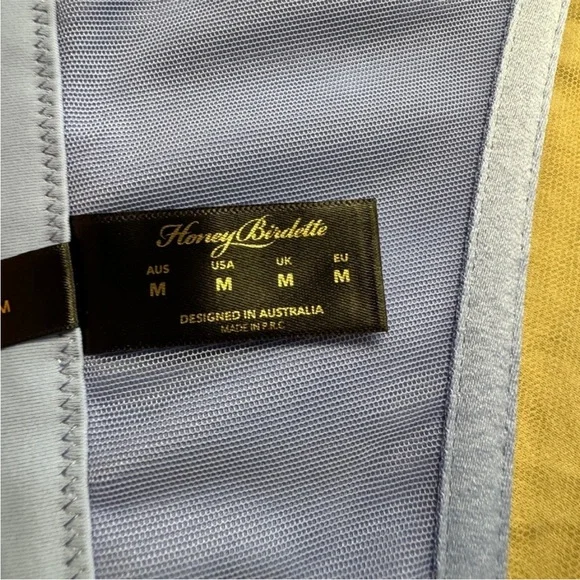 Honey Birdette
AUS USA UK EU
M M M M
DESIGNED IN AUSTRALIA
MADE IN P.R.C
M